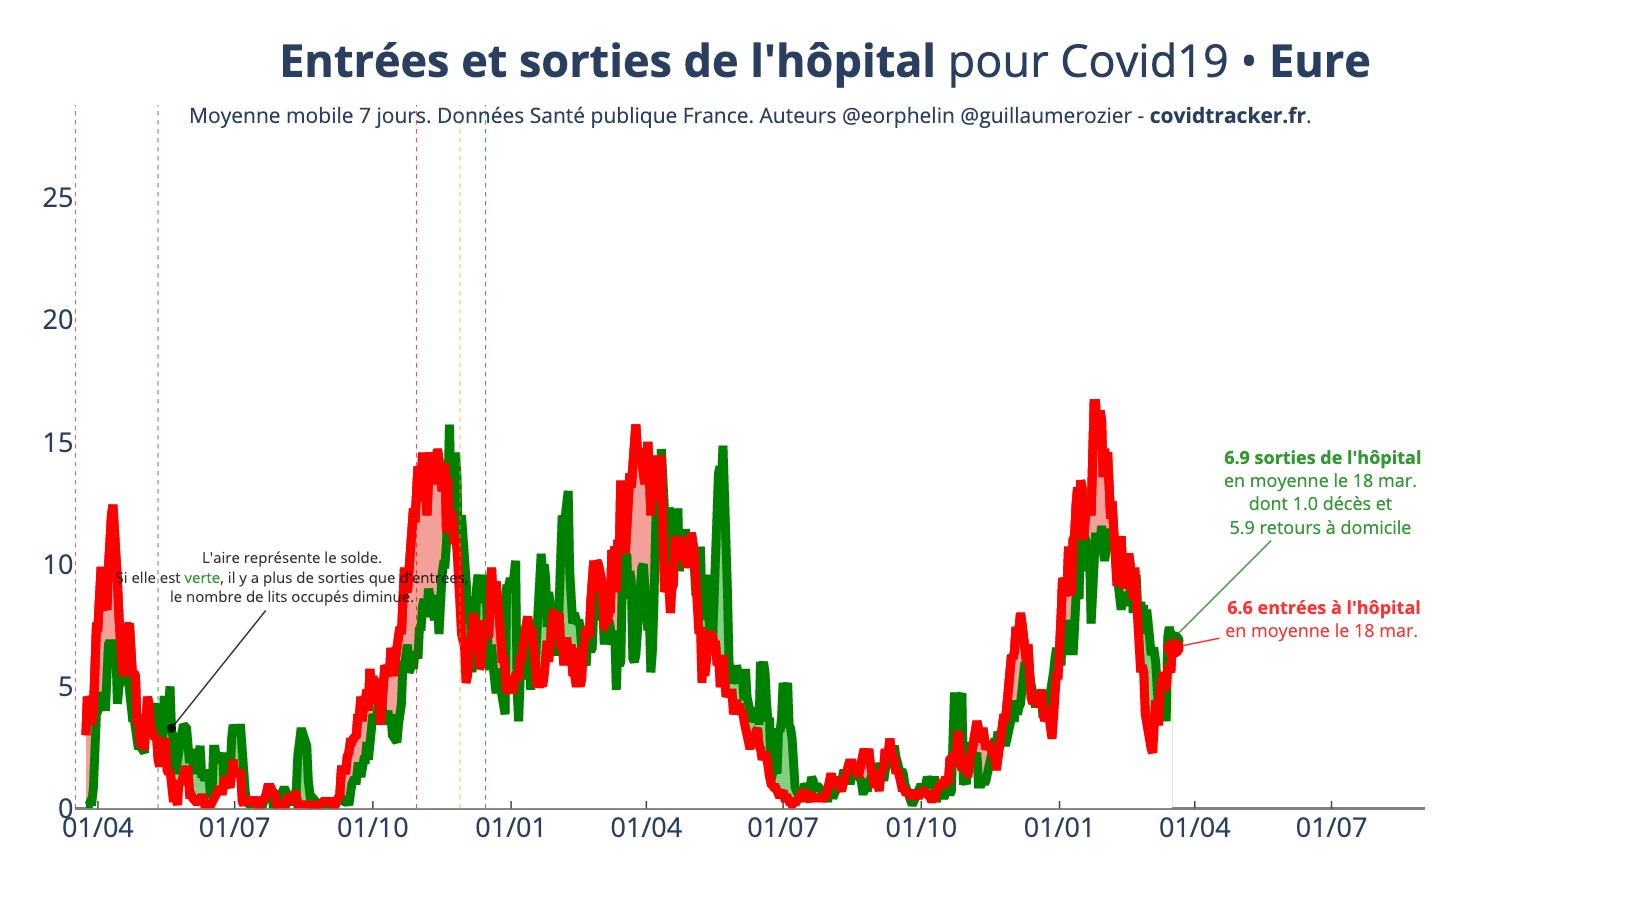 Entrées et sorties de l'hôpital pour Covid19 • Eure
Moyenne mobile 7 jours. Données Santé publique France. Auteurs @eorphelin @guillaumerozier - covidtracker.fr.
25
20
15
10
5
0
L'aire représente le solde.
Si elle est verte, il y a plus de sorties que d'entrées,
le nombre de lits occupés diminue.
6.9 sorties de l'hôpital
en moyenne le 18 mar.
dont 1.0 décès et
5.9 retours à domicile
6.6 entrées à l'hôpital
en moyenne le 18 mar.
01/04 01/07 01/10 01/01 01/04 01/07 01/10 01/01 01/04 01/07